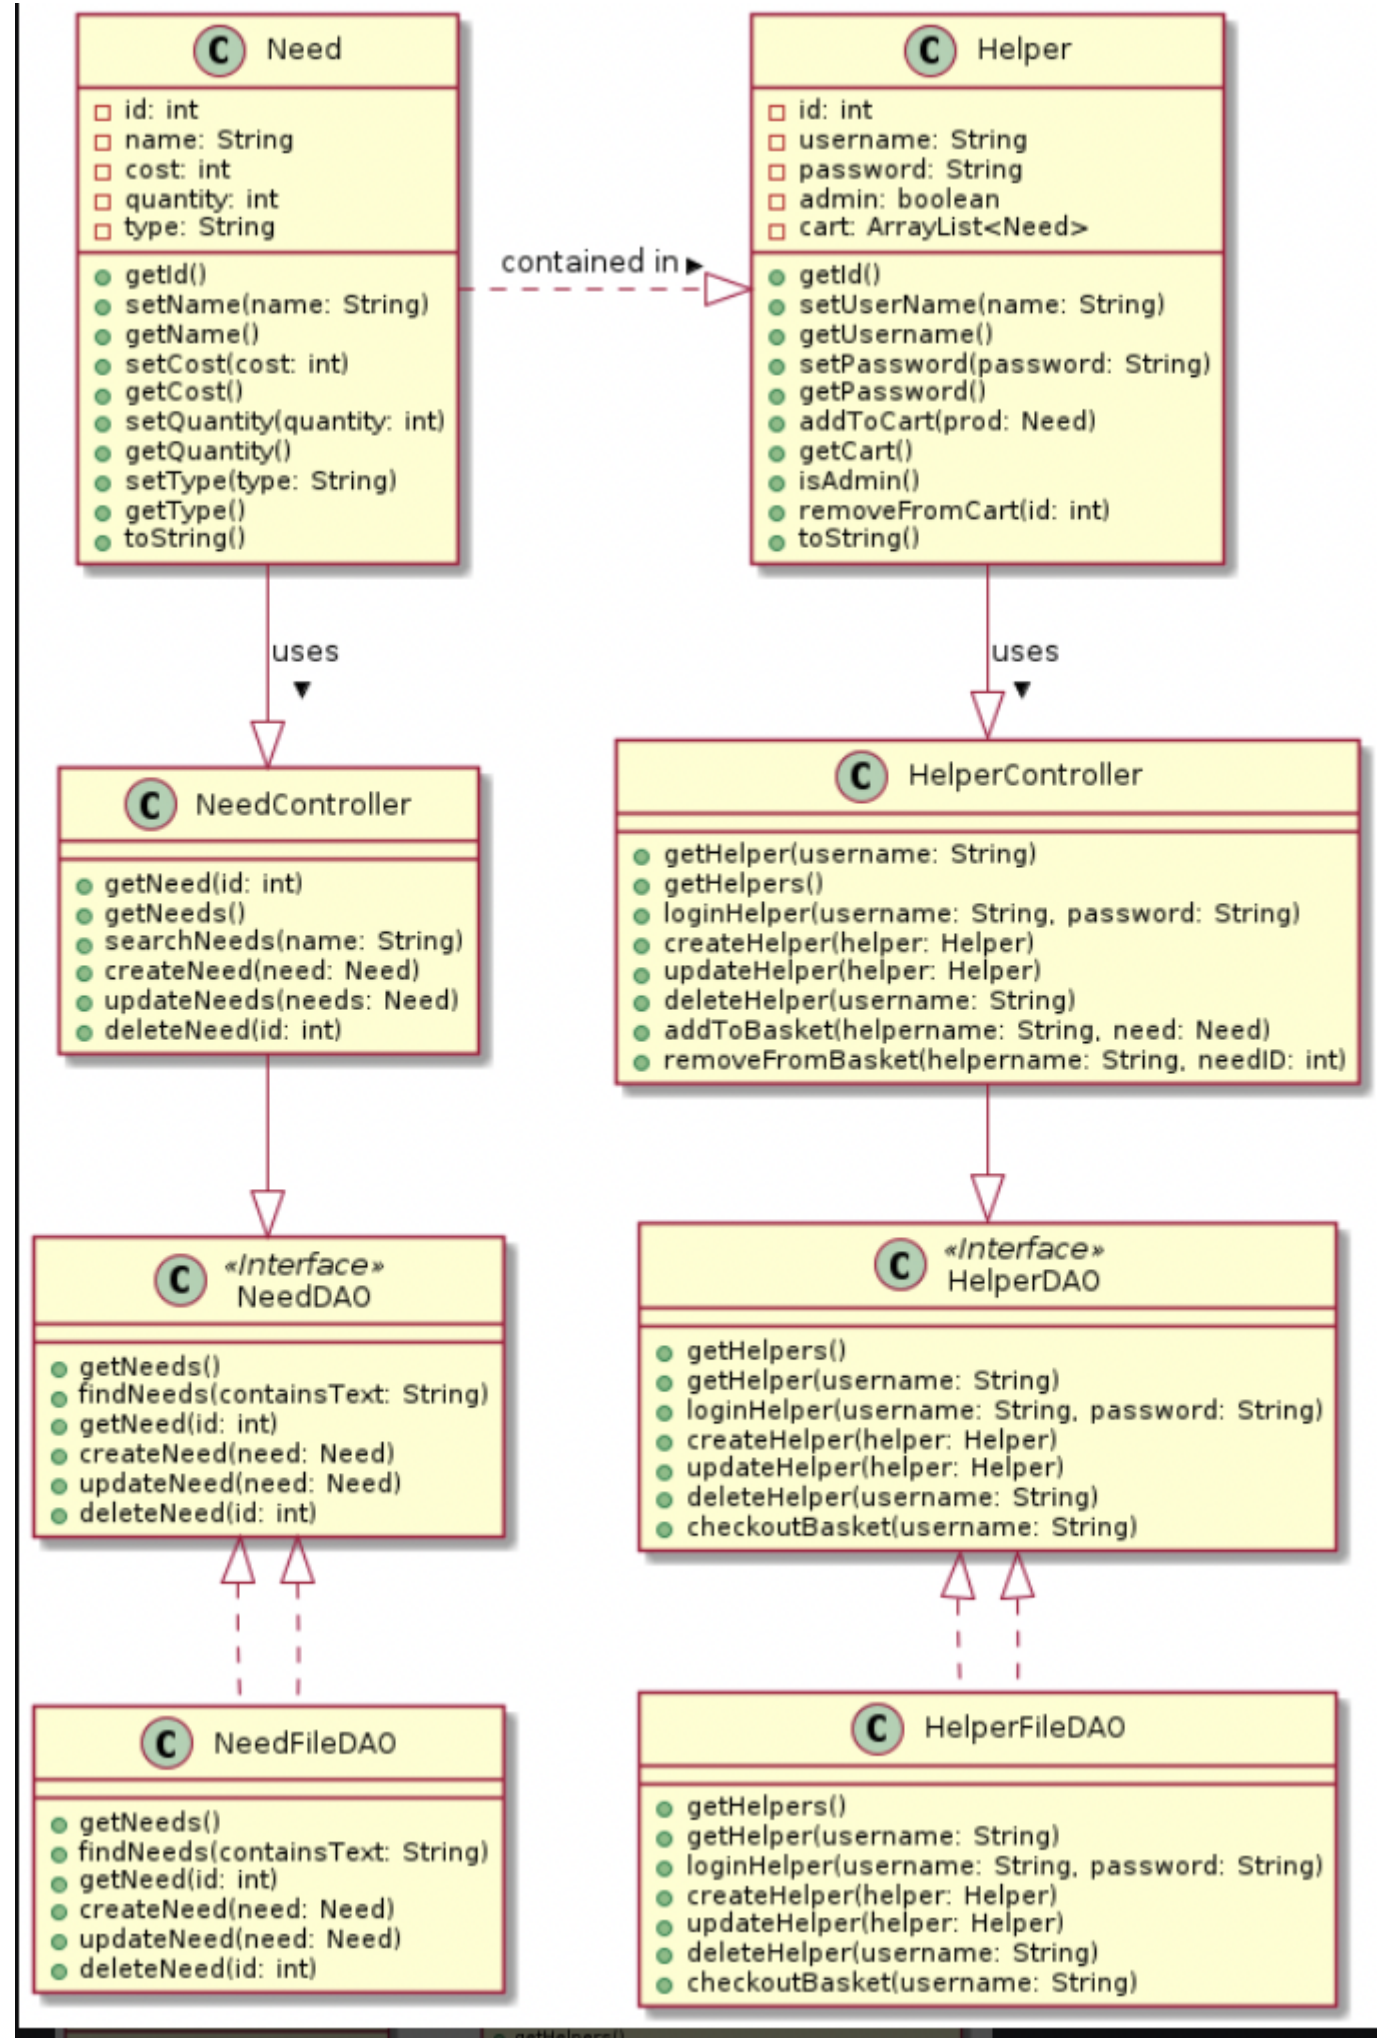 C Need
id: int
name: String
cost: int
quantity: int
type: String
getId()
setName(name: String)
getName()
setCost(cost: int)
getCost()
setQuantity(quantity: int)
getQuantity()
setType(type: String)
getType()
toString()
contained in
C Helper
id: int
username: String
password: String
admin: boolean
cart: ArrayList<Need>
getId()
setUserName(name: String)
getUsername()
setPassword(password: String)
getPassword()
addToCart(prod: Need)
getCart()
isAdmin()
removeFromCart(id: int)
toString()
uses
uses
C NeedController
getNeed(id: int)
getNeeds()
searchNeeds(name: String)
createNeed(need: Need)
updateNeeds(needs: Need)
deleteNeed(id: int)
C HelperController
getHelper(username: String)
getHelpers()
loginHelper(username: String, password: String)
createHelper(helper: Helper)
updateHelper(helper: Helper)
deleteHelper(username: String)
addToBasket(helpername: String, need: Need)
removeFromBasket(helpername: String, needID: int)
«Interface»
C NeedDAO
getNeeds()
findNeeds(containsText: String)
getNeed(id: int)
createNeed(need: Need)
updateNeed(need: Need)
deleteNeed(id: int)
«Interface»
C HelperDAO
getHelpers()
getHelper(username: String)
loginHelper(username: String, password: String)
createHelper(helper: Helper)
updateHelper(helper: Helper)
deleteHelper(username: String)
checkoutBasket(username: String)
C NeedFileDAO
getNeeds()
findNeeds(containsText: String)
getNeed(id: int)
createNeed(need: Need)
updateNeed(need: Need)
deleteNeed(id: int)
C HelperFileDAO
getHelpers()
getHelper(username: String)
loginHelper(username: String, password: String)
createHelper(helper: Helper)
updateHelper(helper: Helper)
deleteHelper(username: String)
checkoutBasket(username: String)
getHelpers()